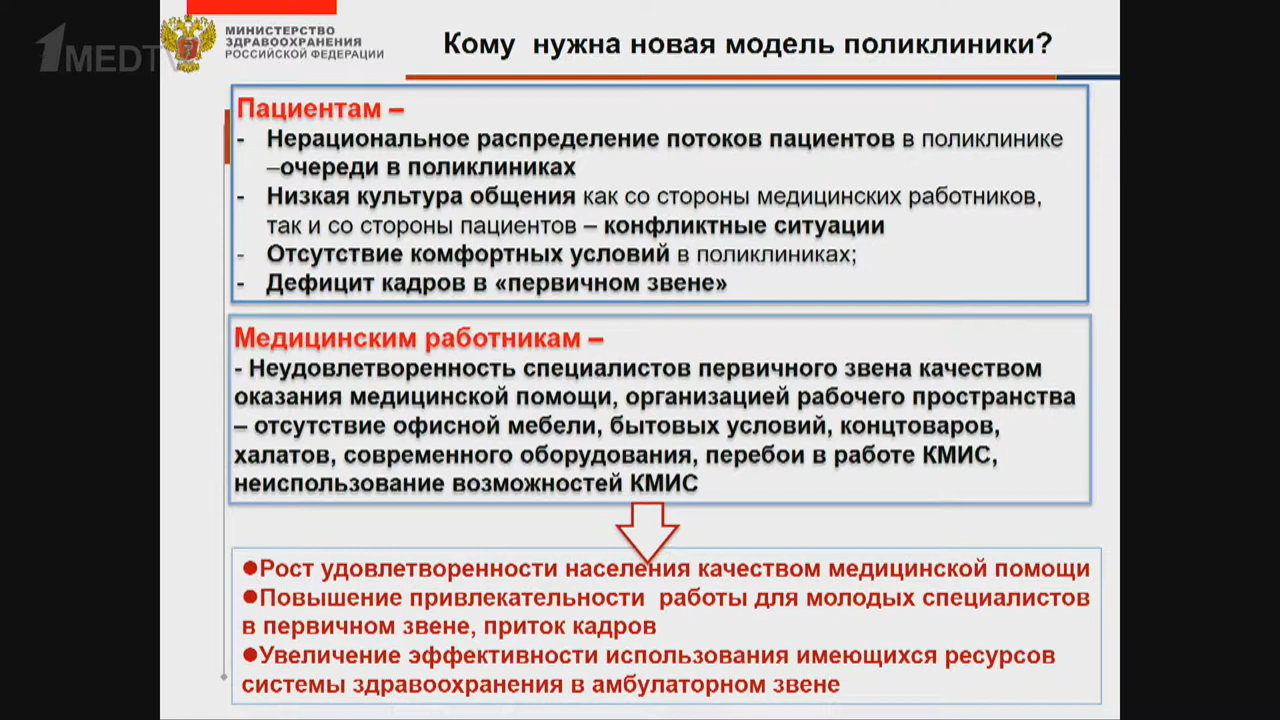 1MEDTV
МИНИСТЕРСТВО
ЗДРАВООХРАНЕНИЯ
РОССИЙСКОЙ ФЕДЕРАЦИИ
Кому нужна новая модель поликлиники?
Пациентам –
- Нерациональное распределение потоков пациентов в поликлинике
–очереди в поликлиниках
- Низкая культура общения как со стороны медицинских работников,
так и со стороны пациентов – конфликтные ситуации
- Отсутствие комфортных условий в поликлиниках;
- Дефицит кадров в «первичном звене»
Медицинским работникам –
- Неудовлетворенность специалистов первичного звена качеством
оказания медицинской помощи, организацией рабочего пространства
– отсутствие офисной мебели, бытовых условий, концтоваров,
халатов, современного оборудования, перебои в работе КМИС,
неиспользование возможностей КМИС
●Рост удовлетворенности населения качеством медицинской помощи
●Повышение привлекательности работы для молодых специалистов
в первичном звене, приток кадров
●Увеличение эффективности использования имеющихся ресурсов
системы здравоохранения в амбулаторном звене